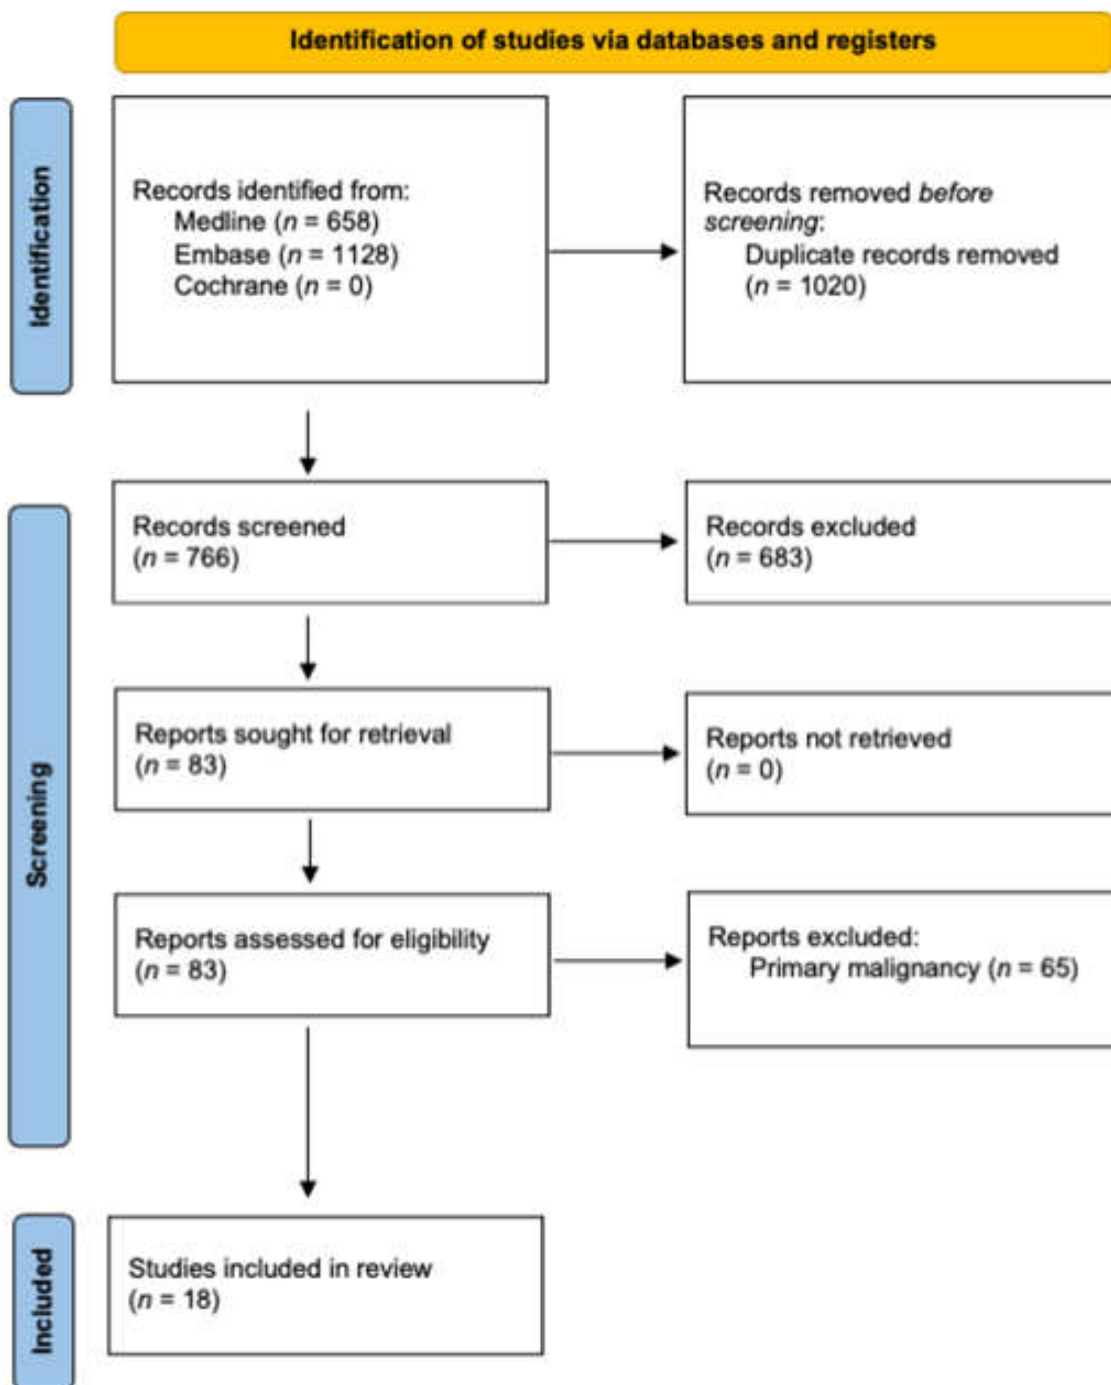 Identification of studies via databases and registers
Identification
Records identified from:
Medline (n = 658)
Embase (n = 1128)
Cochrane (n = 0)
Records removed before
screening:
Duplicate records removed
(n = 1020)
Screening
Records screened
(n = 766)
Records excluded
(n = 683)
Reports sought for retrieval
(n = 83)
Reports not retrieved
(n = 0)
Reports assessed for eligibility
(n = 83)
Reports excluded:
Primary malignancy (n = 65)
Included
Studies included in review
(n = 18)